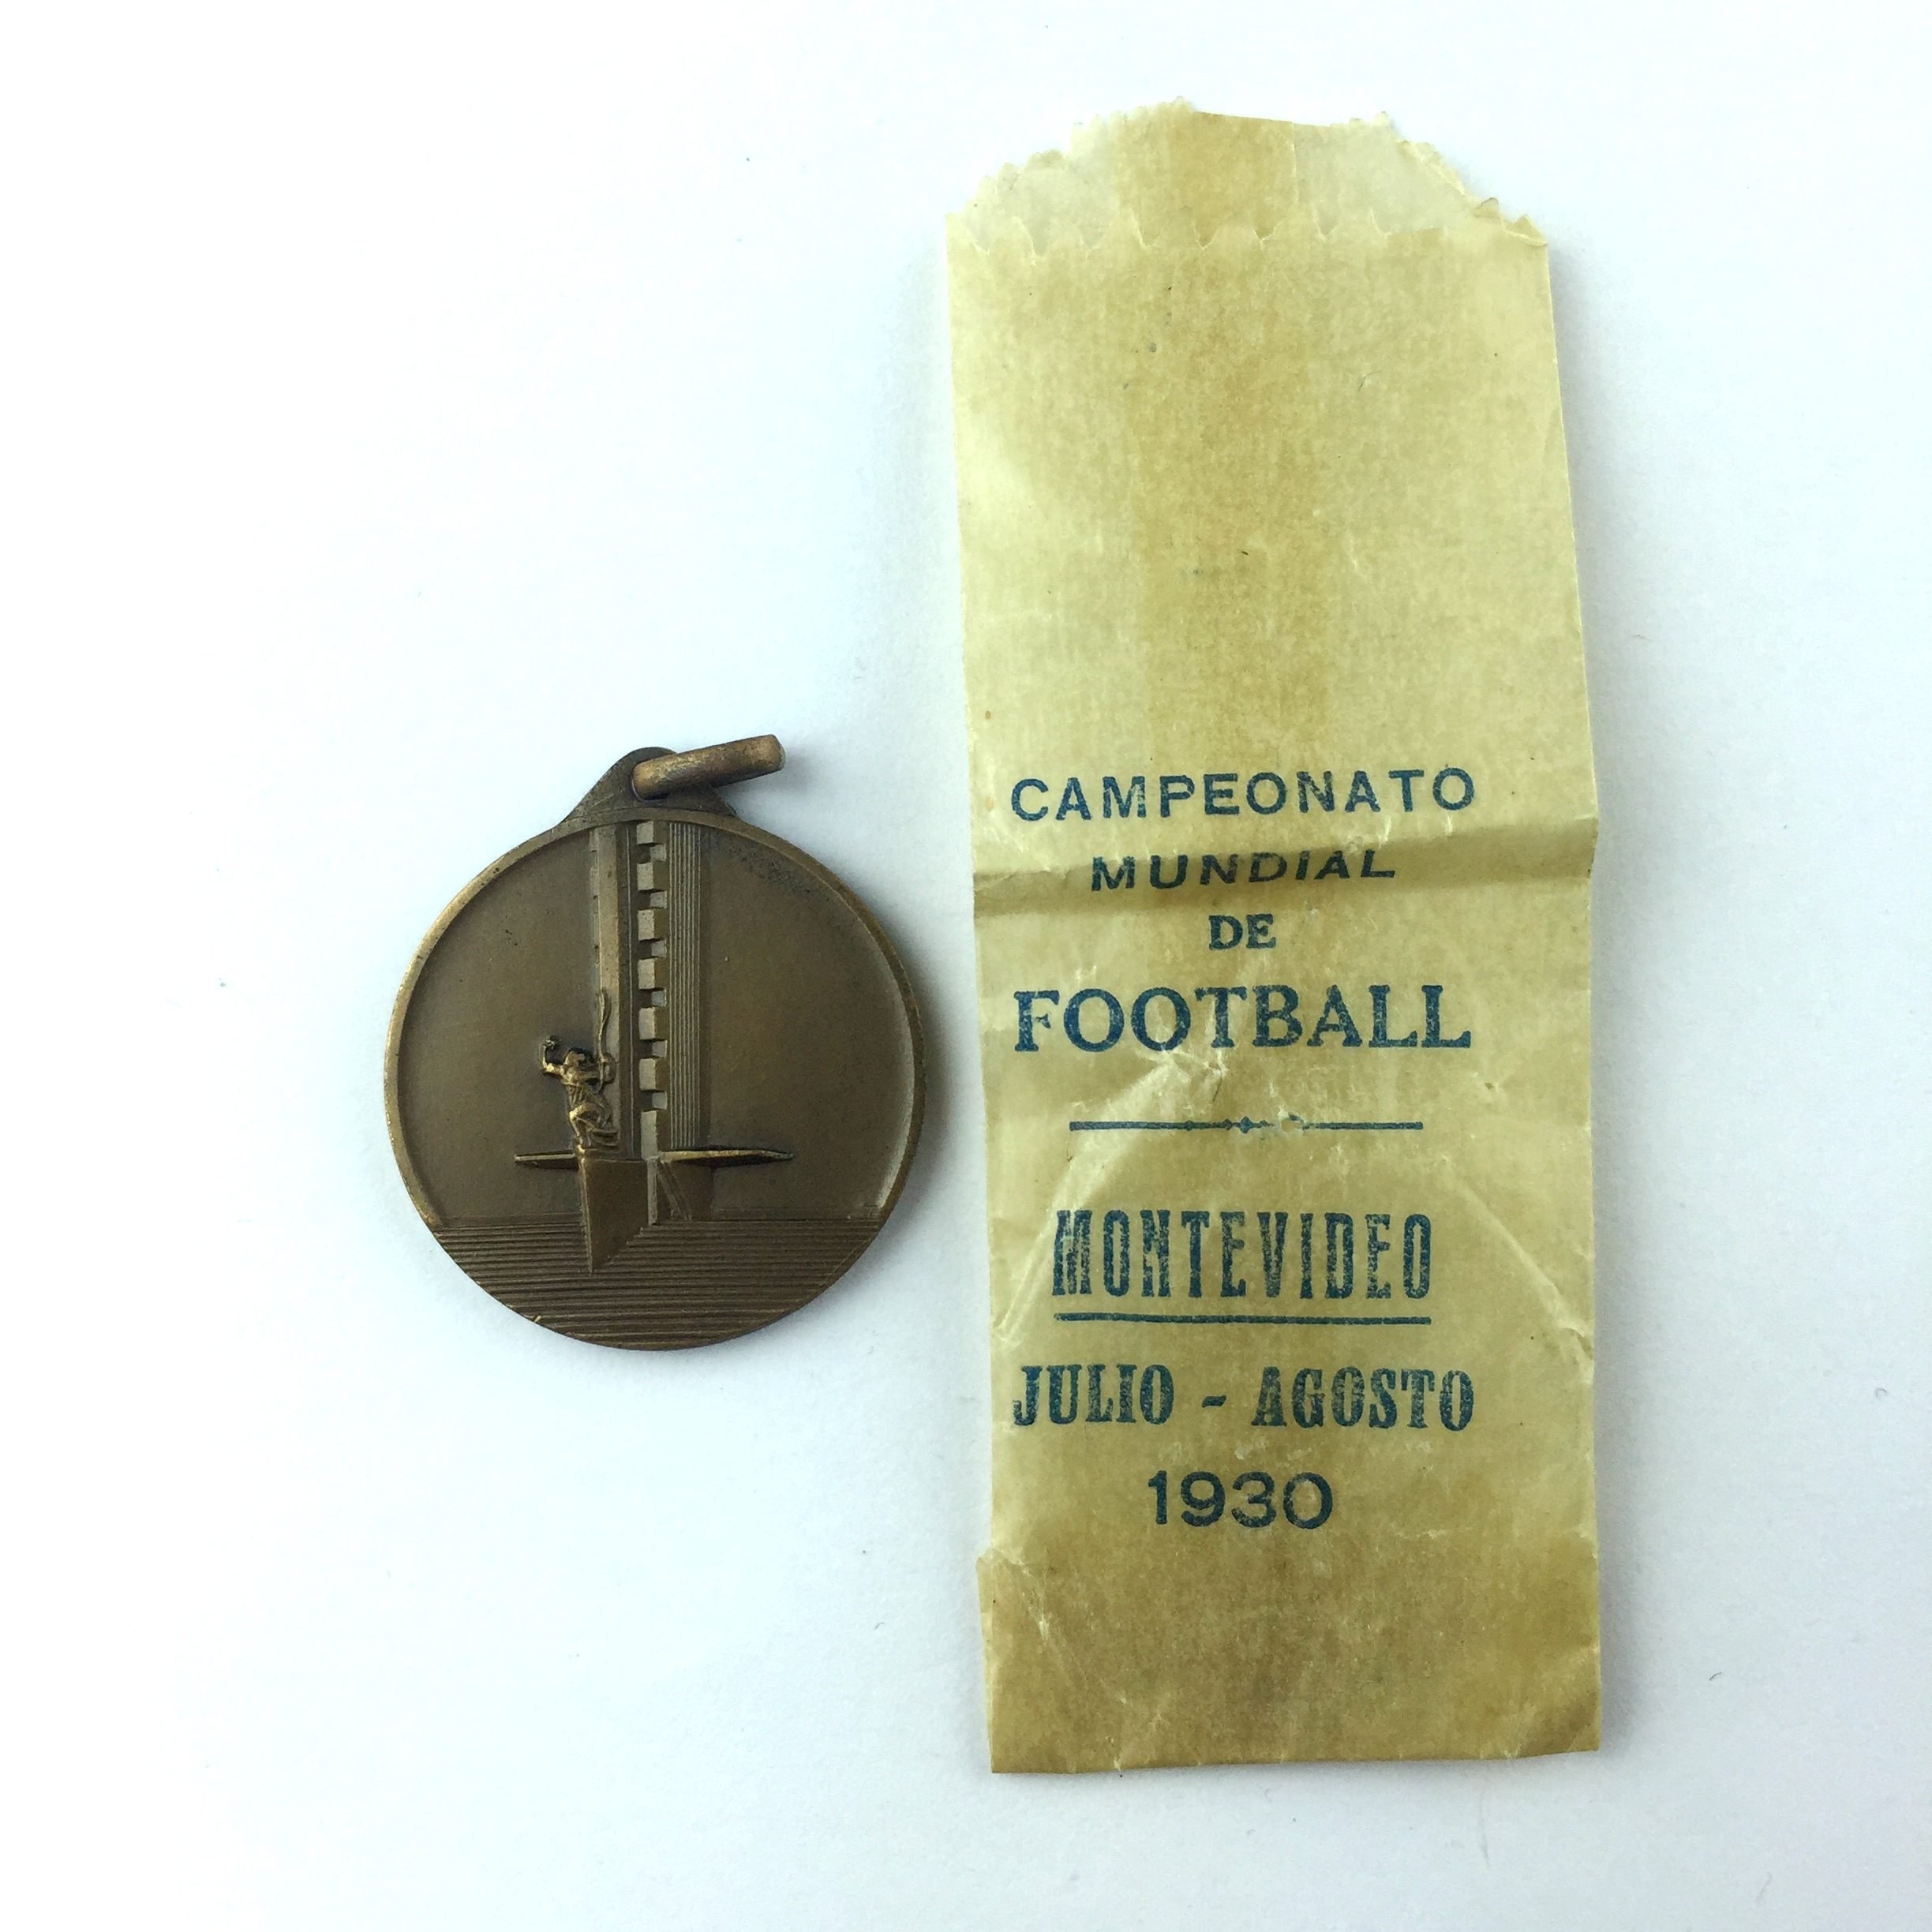 CAMPEONATO
MUNDIAL
DE
FOOTBALL
MONTEVIDEO
JULIO - AGOSTO
1930